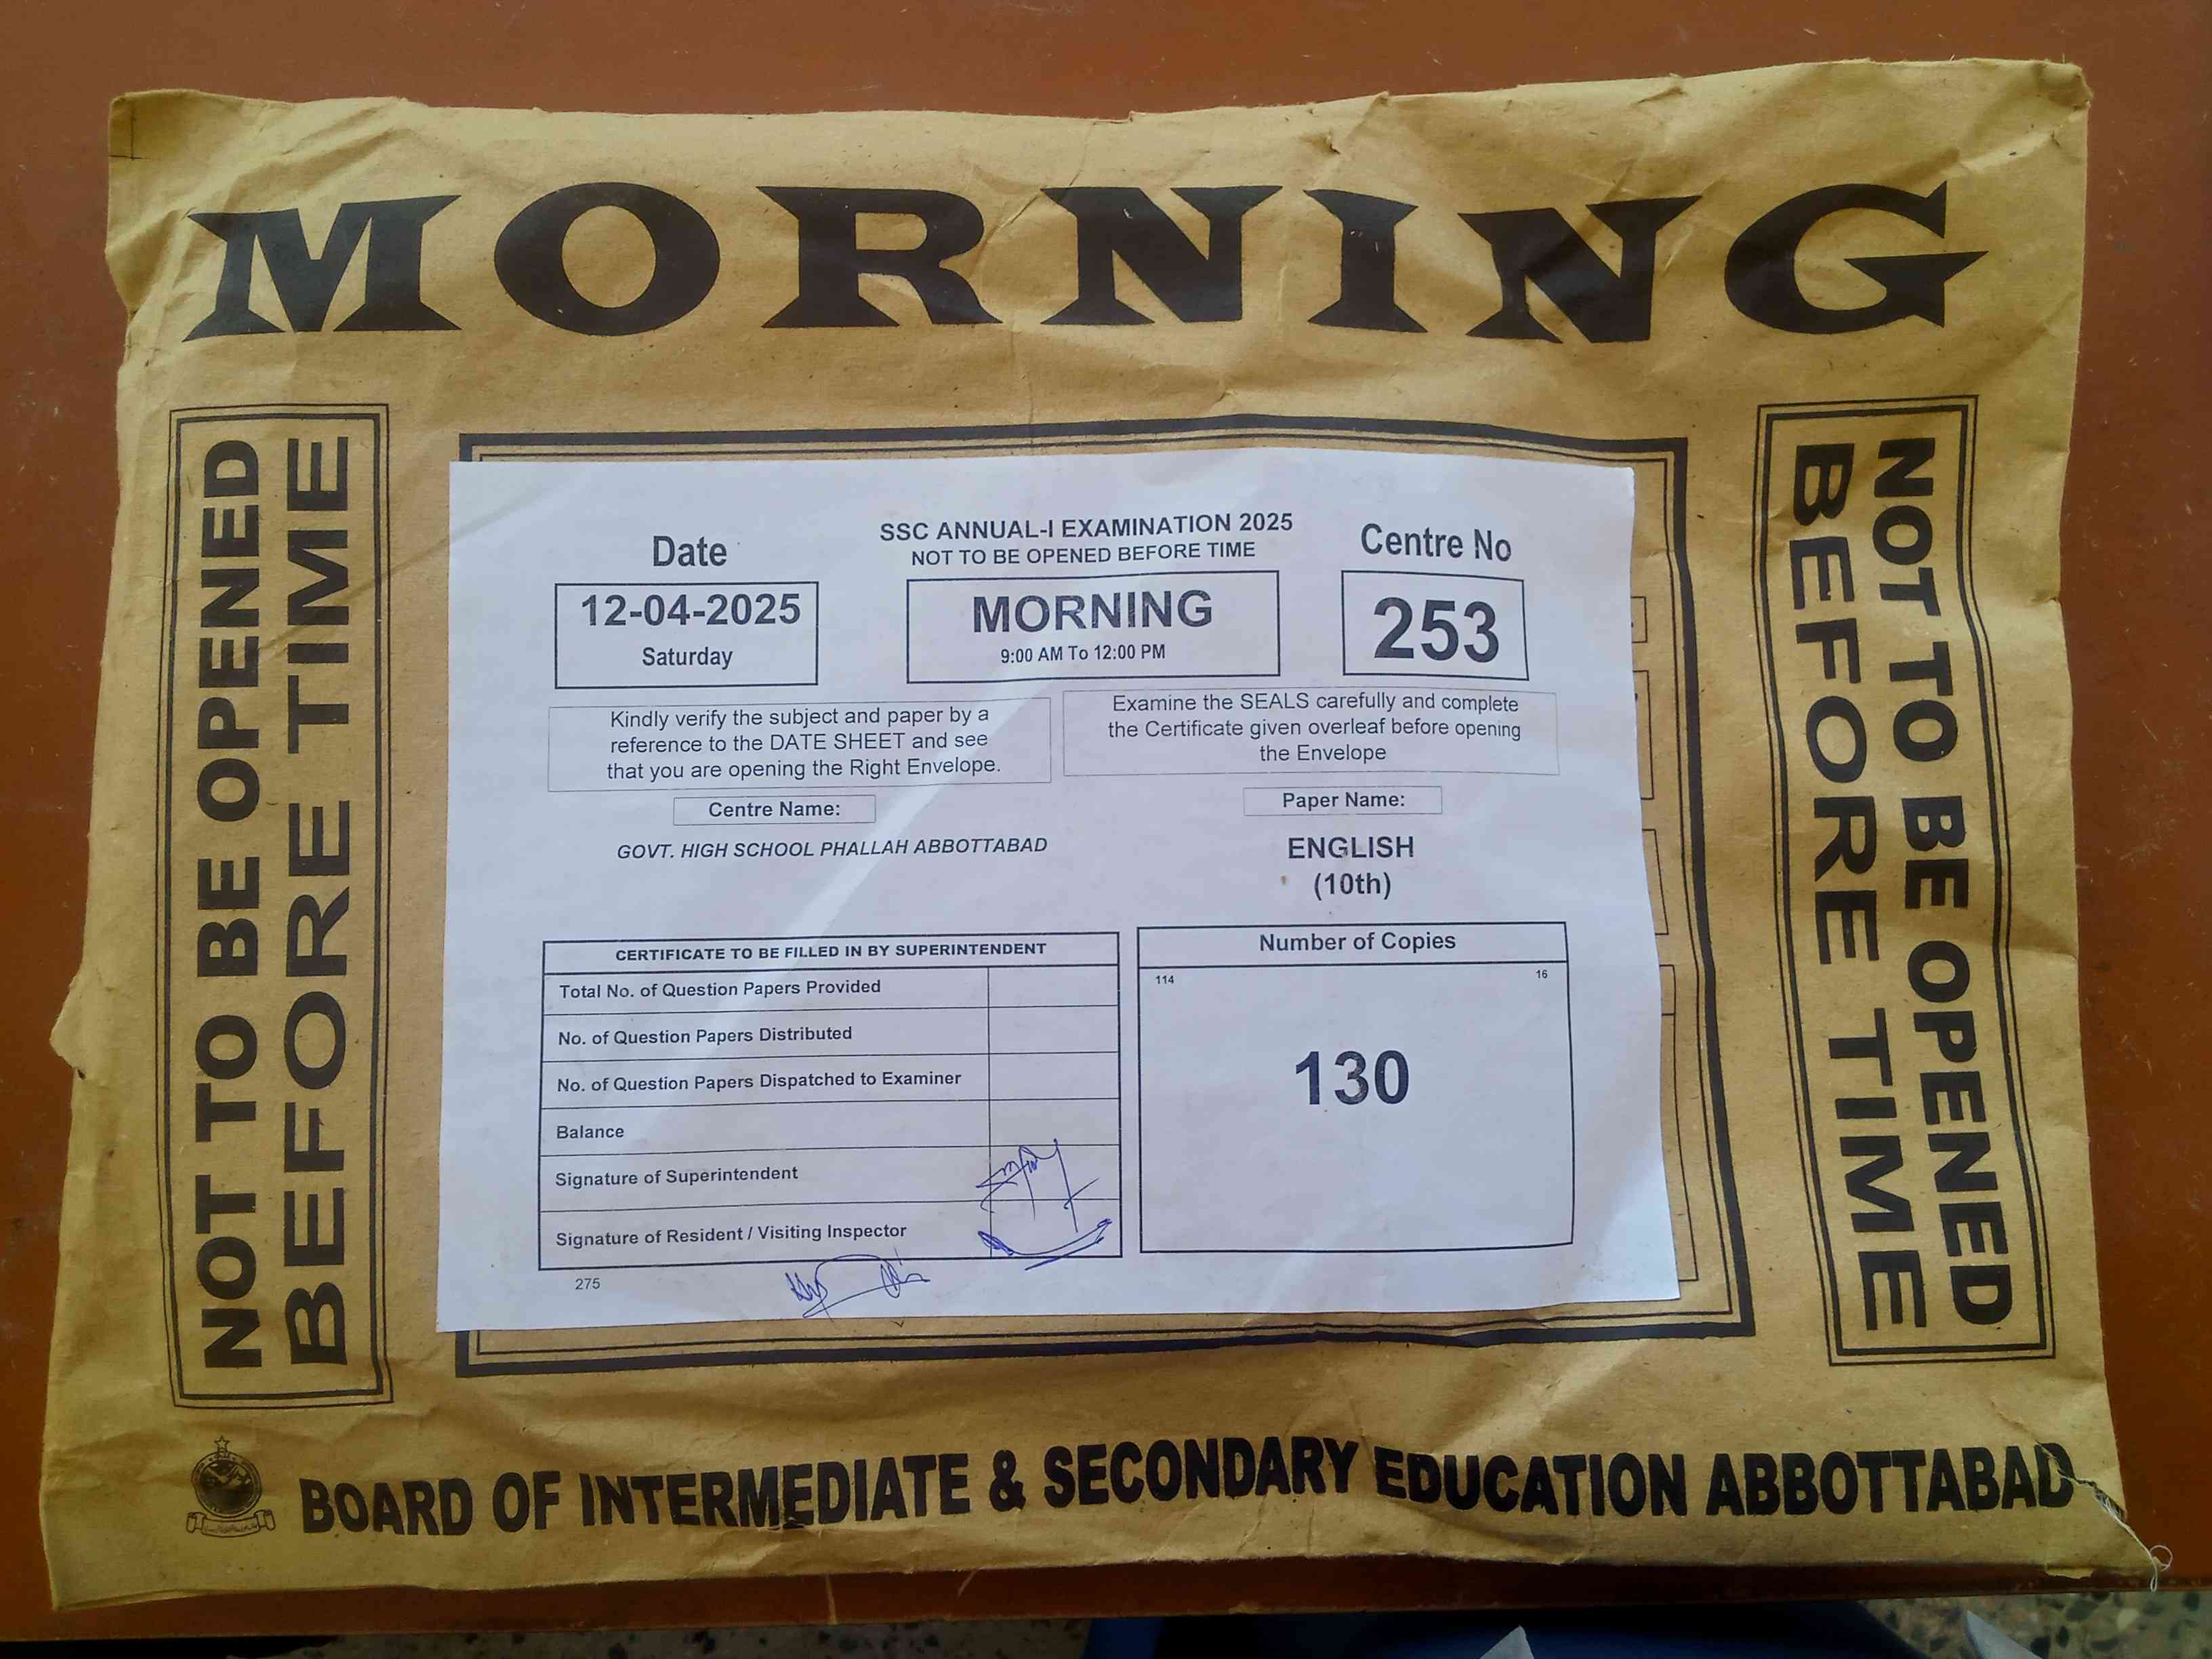 MORNING
NOT TO BE OPENED
BEFORE TIME
SSC ANNUAL-I EXAMINATION 2025
NOT TO BE OPENED BEFORE TIME
Date
12-04-2025
Saturday
MORNING
9:00 AM To 12:00 PM
Centre No
253
Kindly verify the subject and paper by a
reference to the DATE SHEET and see
that you are opening the Right Envelope.
Examine the SEALS carefully and complete
the Certificate given overleaf before opening
the Envelope
Centre Name:
GOVT. HIGH SCHOOL PHALLAH ABBOTTABAD
Paper Name:
ENGLISH
(10th)
CERTIFICATE TO BE FILLED IN BY SUPERINTENDENT
Total No. of Question Papers Provided
No. of Question Papers Distributed
No. of Question Papers Dispatched to Examiner
Balance
Signature of Superintendent
Signature of Resident / Visiting Inspector
275
Number of Copies
114 16
130
NOT TO BE OPENED
BEFORE TIME
BOARD OF INTERMEDIATE & SECONDARY EDUCATION ABBOTTABAD